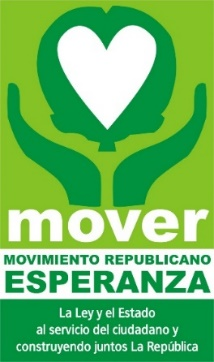 mover
MOVIMIENTO REPUBLICANO
ESPERANZA
La Ley y el Estado
al servicio del ciudadano y
construyendo juntos La República